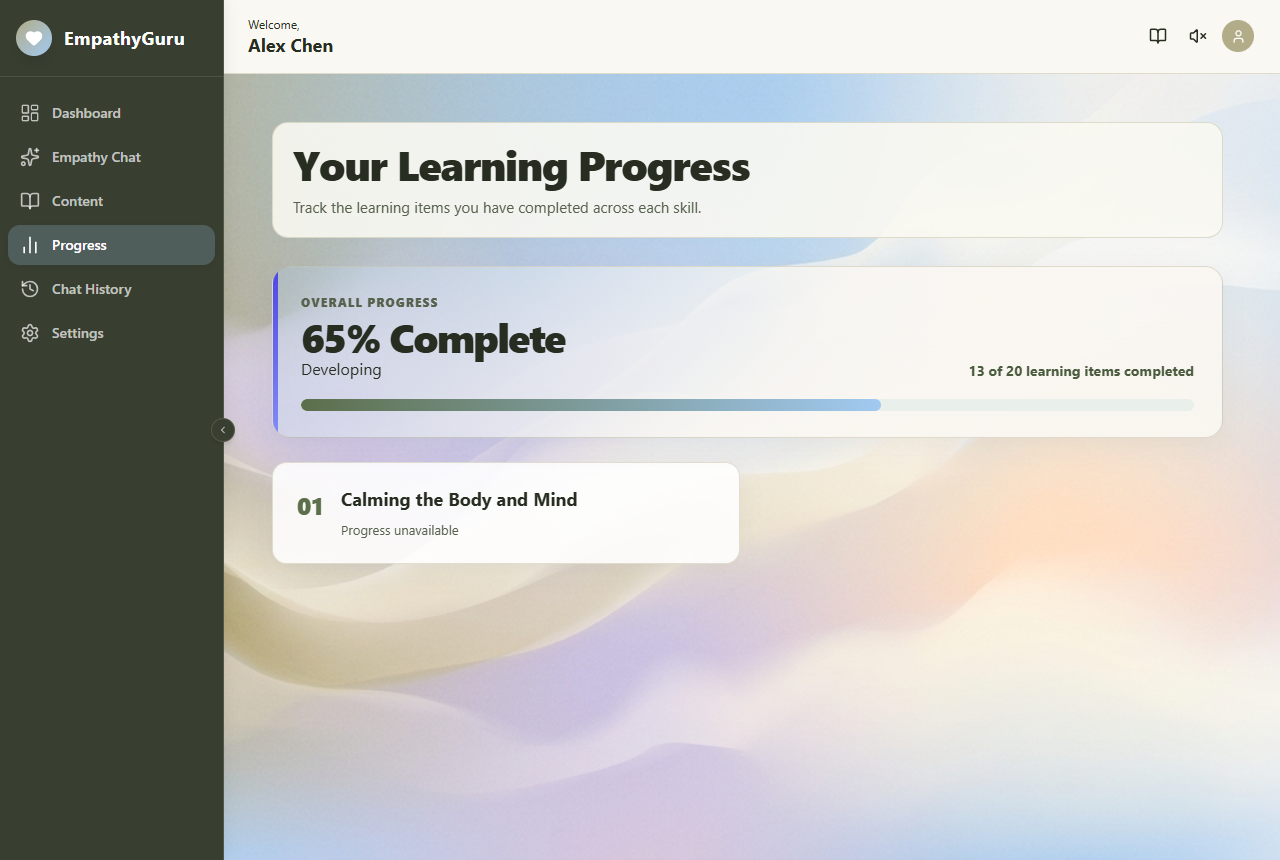 EmpathyGuru
Welcome,
Alex Chen
Dashboard
Empathy Chat
Content
Progress
Chat History
Settings
Your Learning Progress
Track the learning items you have completed across each skill.
OVERALL PROGRESS
65% Complete
Developing
13 of 20 learning items completed
01
Calming the Body and Mind
Progress unavailable